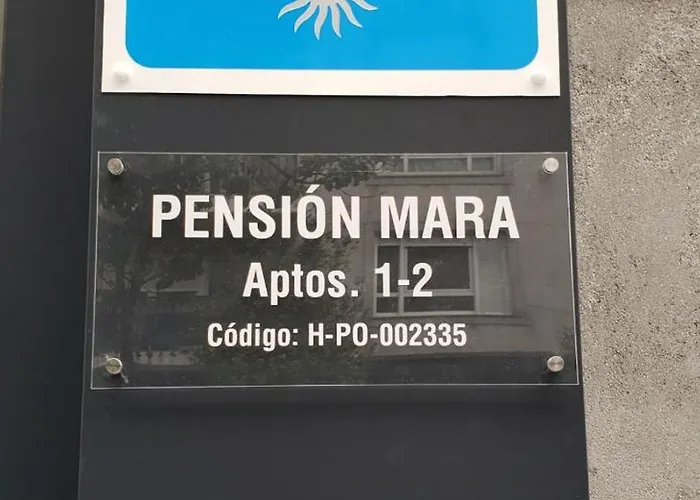 PENSIÓN MARA
Aptos. 1-2
Código: H-PO-002335